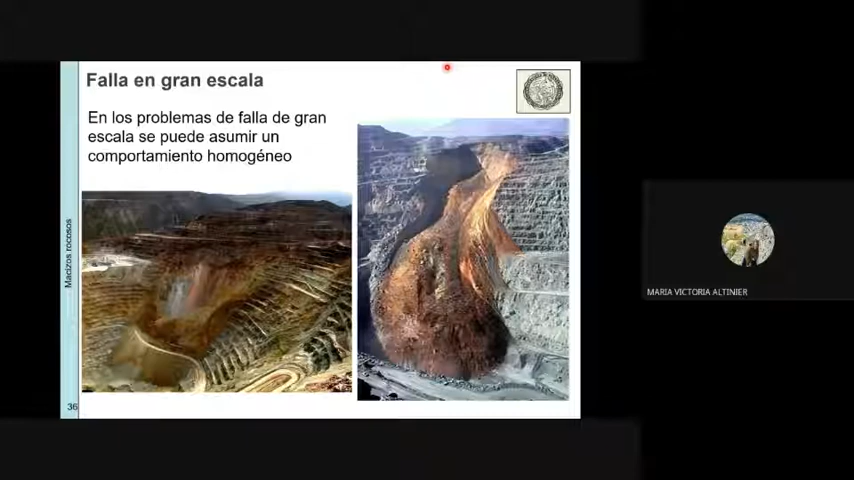 Falla en gran escala
En los problemas de falla de gran
escala se puede asumir un
comportamiento homogéneo
Macizos rocosos
36
MARIA VICTORIA ALTINIER